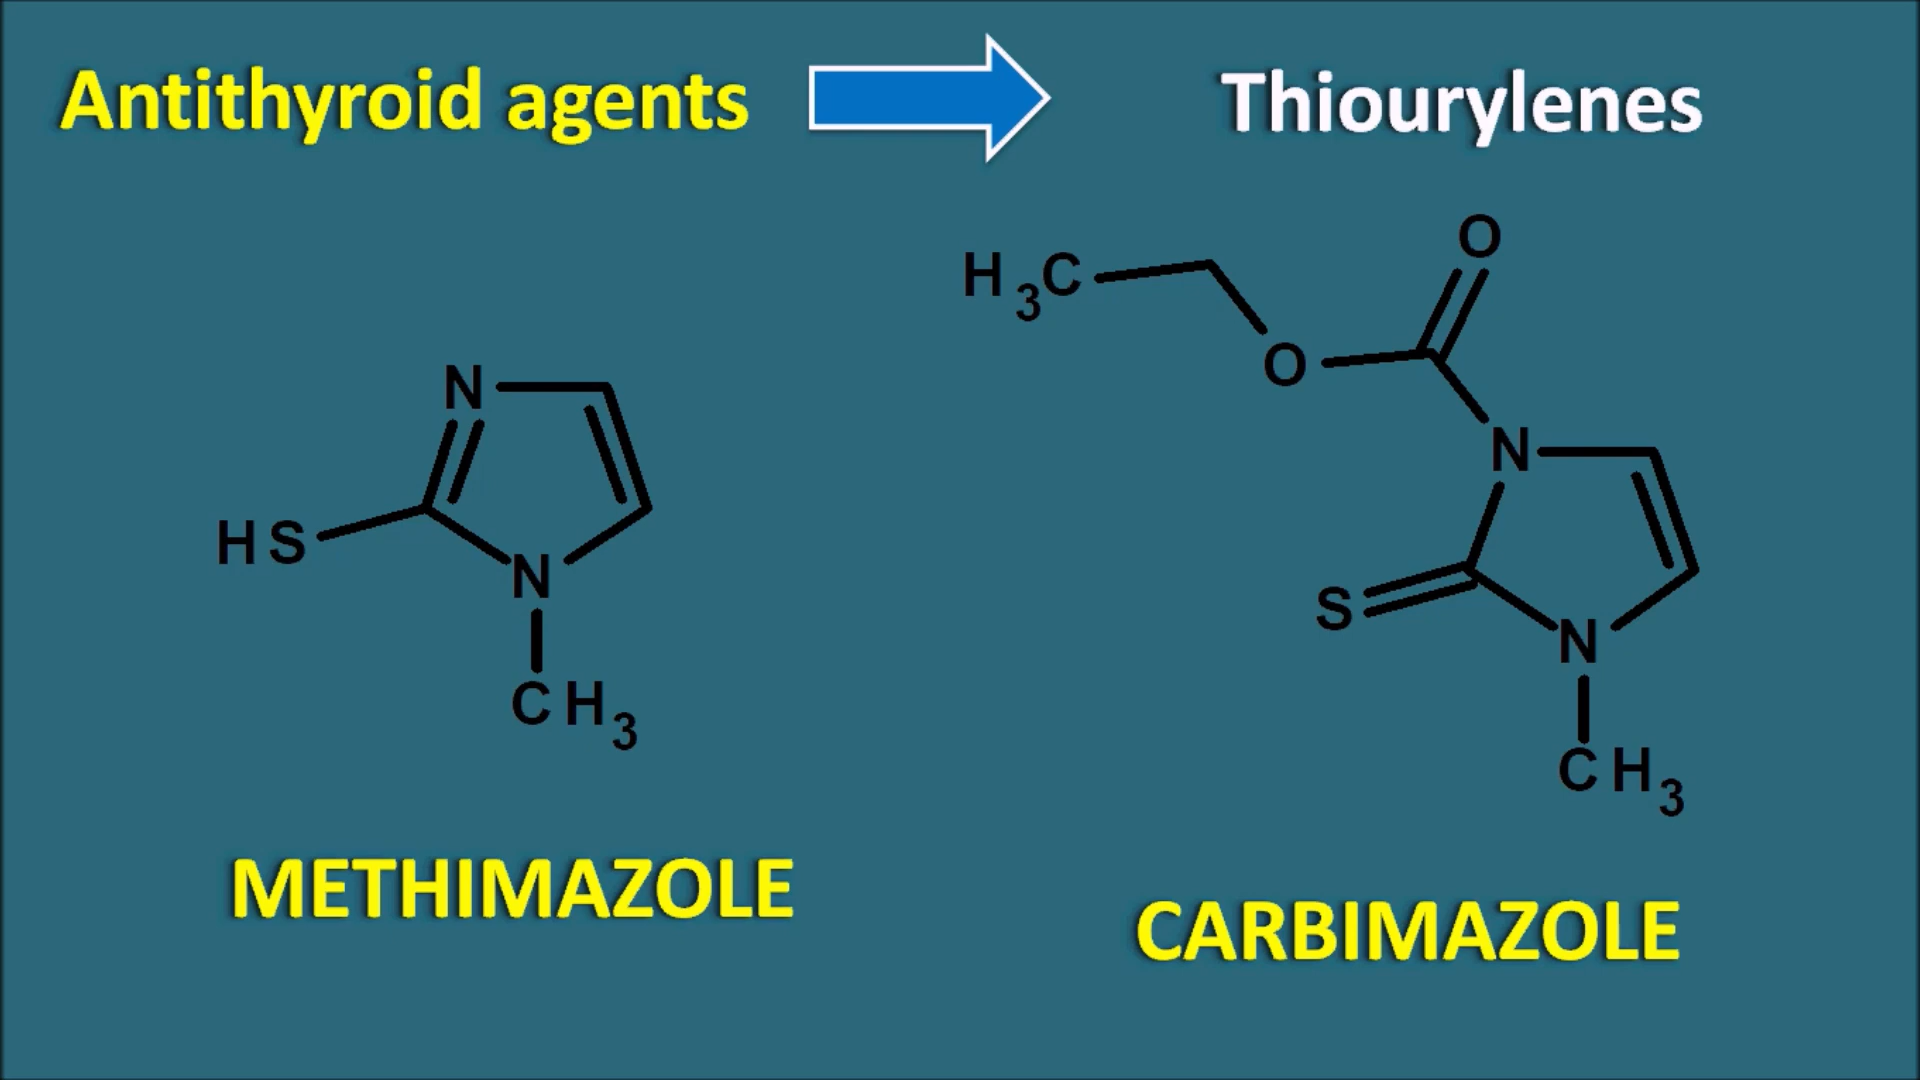 Antithyroid agents
Thiourylenes
O
H3C
O
N
N
S
HS
N
N
CH3
CH3
METHIMAZOLE
CARBIMAZOLE